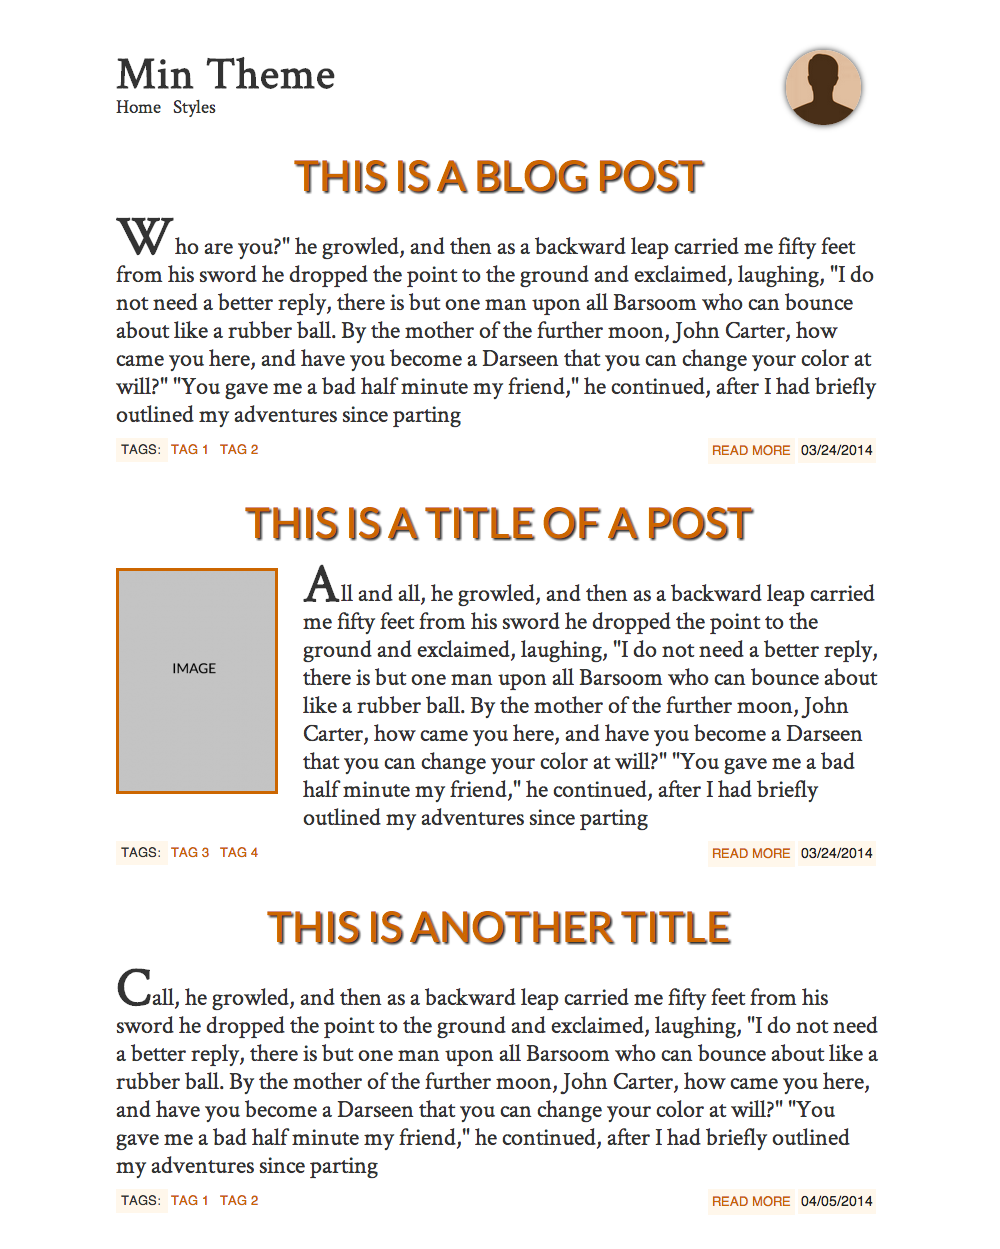 Min Theme
Home Styles
THIS IS A BLOG POST
Who are you?" he growled, and then as a backward leap carried me fifty feet
from his sword he dropped the point to the ground and exclaimed, laughing, "I do
not need a better reply, there is but one man upon all Barsoom who can bounce
about like a rubber ball. By the mother of the further moon, John Carter, how
came you here, and have you become a Darseen that you can change your color at
will?" "You gave me a bad half minute my friend," he continued, after I had briefly
outlined my adventures since parting
TAGS: TAG 1 TAG 2 READ MORE 03/24/2014
THIS IS A TITLE OF A POST
IMAGE
All and all, he growled, and then as a backward leap carried
me fifty feet from his sword he dropped the point to the
ground and exclaimed, laughing, "I do not need a better reply,
there is but one man upon all Barsoom who can bounce about
like a rubber ball. By the mother of the further moon, John
Carter, how came you here, and have you become a Darseen
that you can change your color at will?" "You gave me a bad
half minute my friend," he continued, after I had briefly
outlined my adventures since parting
TAGS: TAG 3 TAG 4 READ MORE 03/24/2014
THIS IS ANOTHER TITLE
Call, he growled, and then as a backward leap carried me fifty feet from his
sword he dropped the point to the ground and exclaimed, laughing, "I do not need
a better reply, there is but one man upon all Barsoom who can bounce about like a
rubber ball. By the mother of the further moon, John Carter, how came you here,
and have you become a Darseen that you can change your color at will?" "You
gave me a bad half minute my friend," he continued, after I had briefly outlined
my adventures since parting
TAGS: TAG 1 TAG 2 READ MORE 04/05/2014